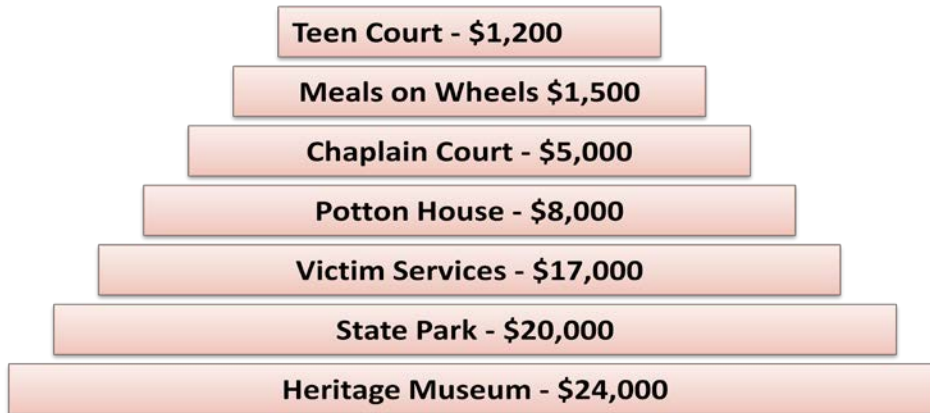 Teen Court - $1,200
Meals on Wheels $1,500
Chaplain Court - $5,000
Potton House - $8,000
Victim Services - $17,000
State Park - $20,000
Heritage Museum - $24,000